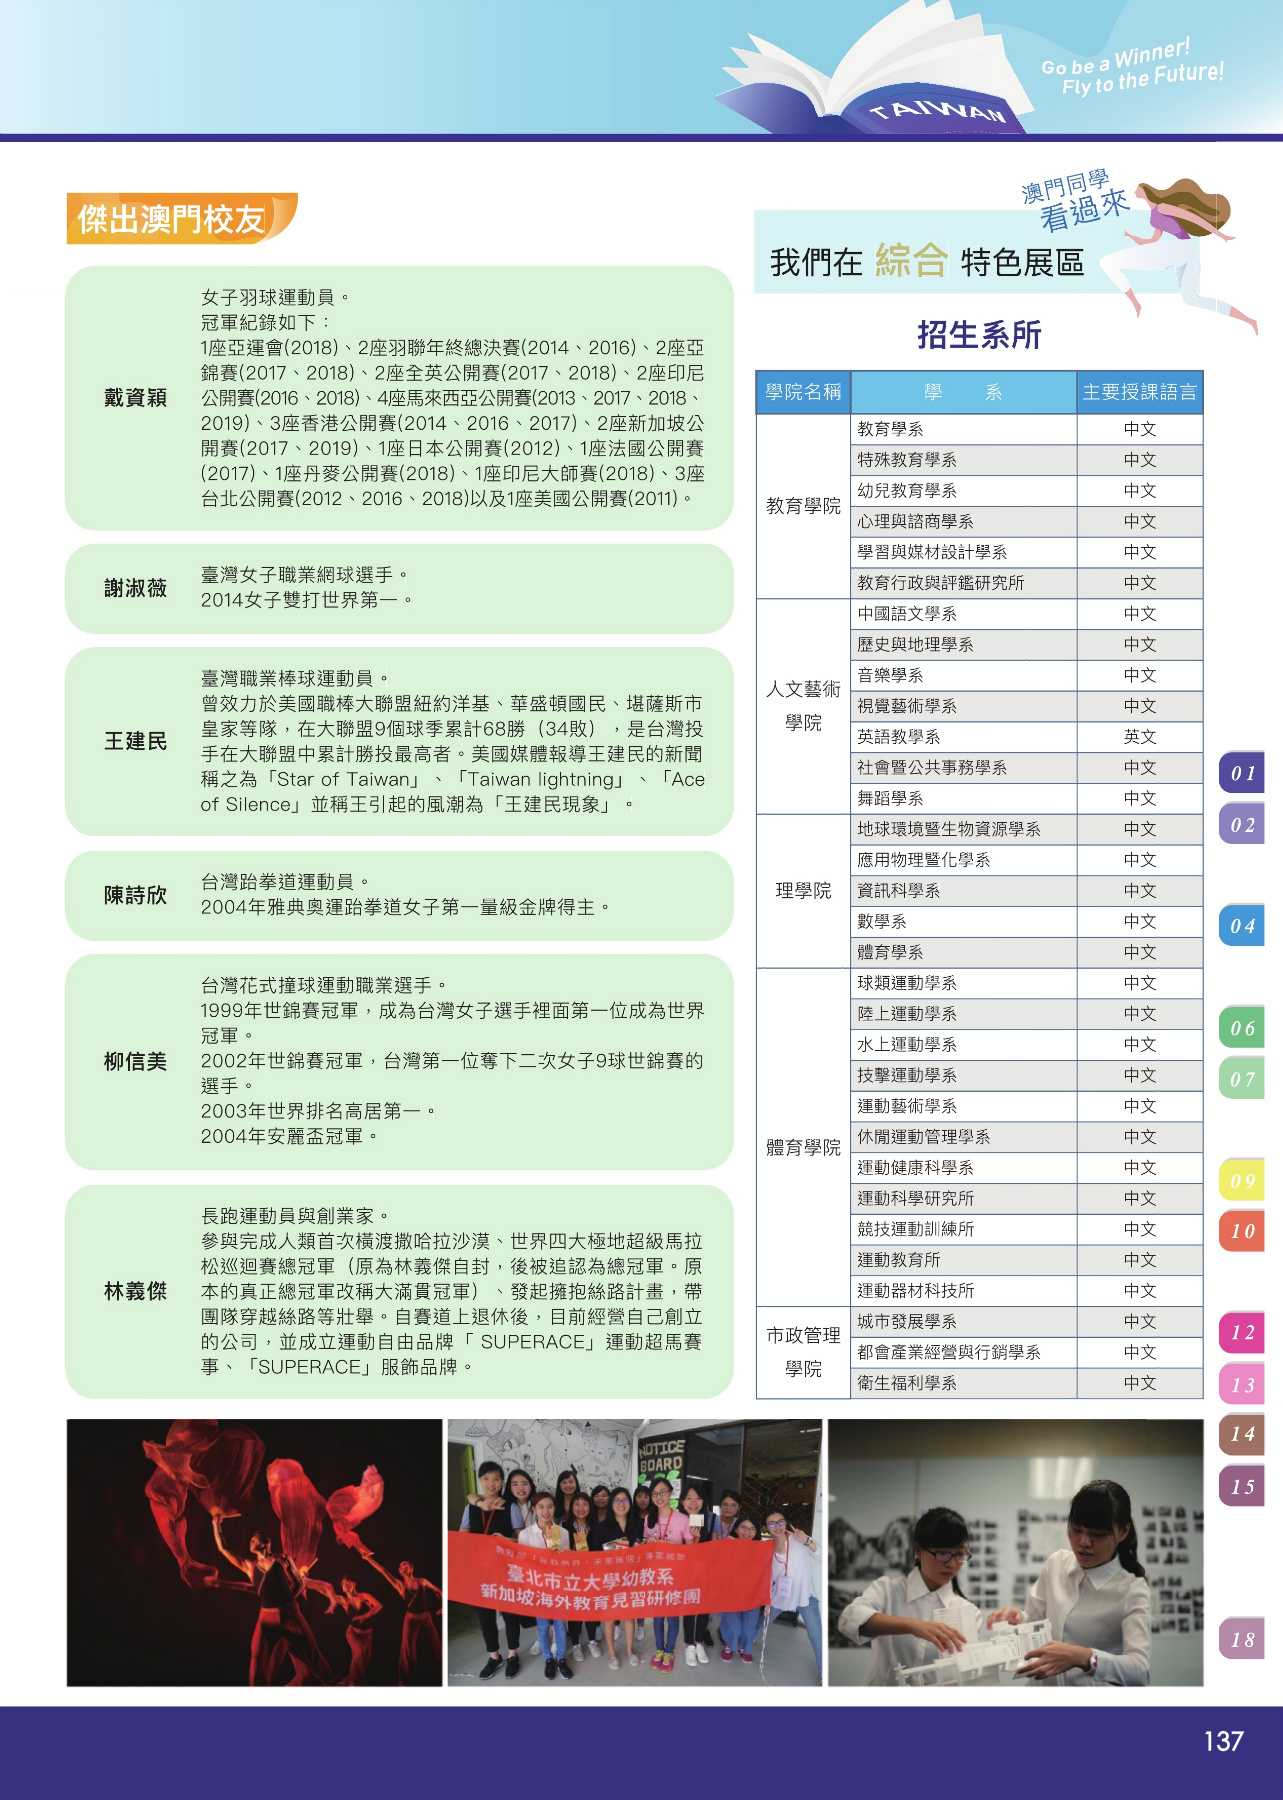 Go be a Winner!
Fly to the Future!
TAIWAN
傑出澳門校友
戴資穎
女子羽球運動員。
冠軍紀錄如下：
1座亞運會(2018)、2座羽聯年終總決賽(2014、2016)、2座亞
錦賽(2017、2018)、2座全英公開賽(2017、2018)、2座印尼
公開賽(2016、2018)、4座馬來西亞公開賽(2013、2017、2018、
2019)、3座香港公開賽(2014、2016、2017)、2座新加坡公
開賽(2017、2019)、1座日本公開賽(2012)、1座法國公開賽
(2017)、1座丹麥公開賽(2018)、1座印尼大師賽(2018)、3座
台北公開賽(2012、2016、2018)以及1座美國公開賽(2011)。
謝淑薇
臺灣女子職業網球選手。
2014女子雙打世界第一。
王建民
臺灣職業棒球運動員。
曾效力於美國職棒大聯盟紐約洋基、華盛頓國民、堪薩斯市
皇家等隊，在大聯盟9個球季累計68勝（34敗），是台灣投
手在大聯盟中累計勝投最高者。美國媒體報導王建民的新聞
稱之為「Star of Taiwan」、「Taiwan lightning」、「Ace
of Silence」並稱王引起的風潮為「王建民現象」。
陳詩欣
台灣跆拳道運動員。
2004年雅典奧運跆拳道女子第一量級金牌得主。
柳信美
台灣花式撞球運動職業選手。
1999年世錦賽冠軍，成為台灣女子選手裡面第一位成為世界
冠軍。
2002年世錦賽冠軍，台灣第一位奪下二次女子9球世錦賽的
選手。
2003年世界排名高居第一。
2004年安麗盃冠軍。
林義傑
長跑運動員與創業家。
參與完成人類首次橫渡撒哈拉沙漠、世界四大極地超級馬拉
松巡迴賽總冠軍（原為林義傑自封，後被追認為總冠軍。原
本的真正總冠軍改稱大滿貫冠軍）、發起擁抱絲路計畫，帶
團隊穿越絲路等壯舉。自賽道上退休後，目前經營自己創立
的公司，並成立運動自由品牌「 SUPERACE」運動超馬賽
事、「SUPERACE」服飾品牌。
澳門同學
看過來
我們在 綜合 特色展區
招生系所
學院名稱 學 系 主要授課語言
教育學院
教育學系 中文
特殊教育學系 中文
幼兒教育學系 中文
心理與諮商學系 中文
學習與媒材設計學系 中文
教育行政與評鑑研究所 中文
人文藝術
學院
中國語文學系 中文
歷史與地理學系 中文
音樂學系 中文
視覺藝術學系 中文
英語教學系 英文
社會暨公共事務學系 中文
舞蹈學系 中文
理學院
地球環境暨生物資源學系 中文
應用物理暨化學系 中文
資訊科學系 中文
數學系 中文
體育學系 中文
體育學院
球類運動學系 中文
陸上運動學系 中文
水上運動學系 中文
技擊運動學系 中文
運動藝術學系 中文
休閒運動管理學系 中文
運動健康科學系 中文
運動科學研究所 中文
競技運動訓練所 中文
運動教育所 中文
運動器材科技所 中文
市政管理
學院
城市發展學系 中文
都會產業經營與行銷學系 中文
衛生福利學系 中文
01
02
04
06
07
09
10
12
13
14
15
18
NOTICE
BOARD
臺北市立大學幼教系
新加坡海外教育見習研修團
137